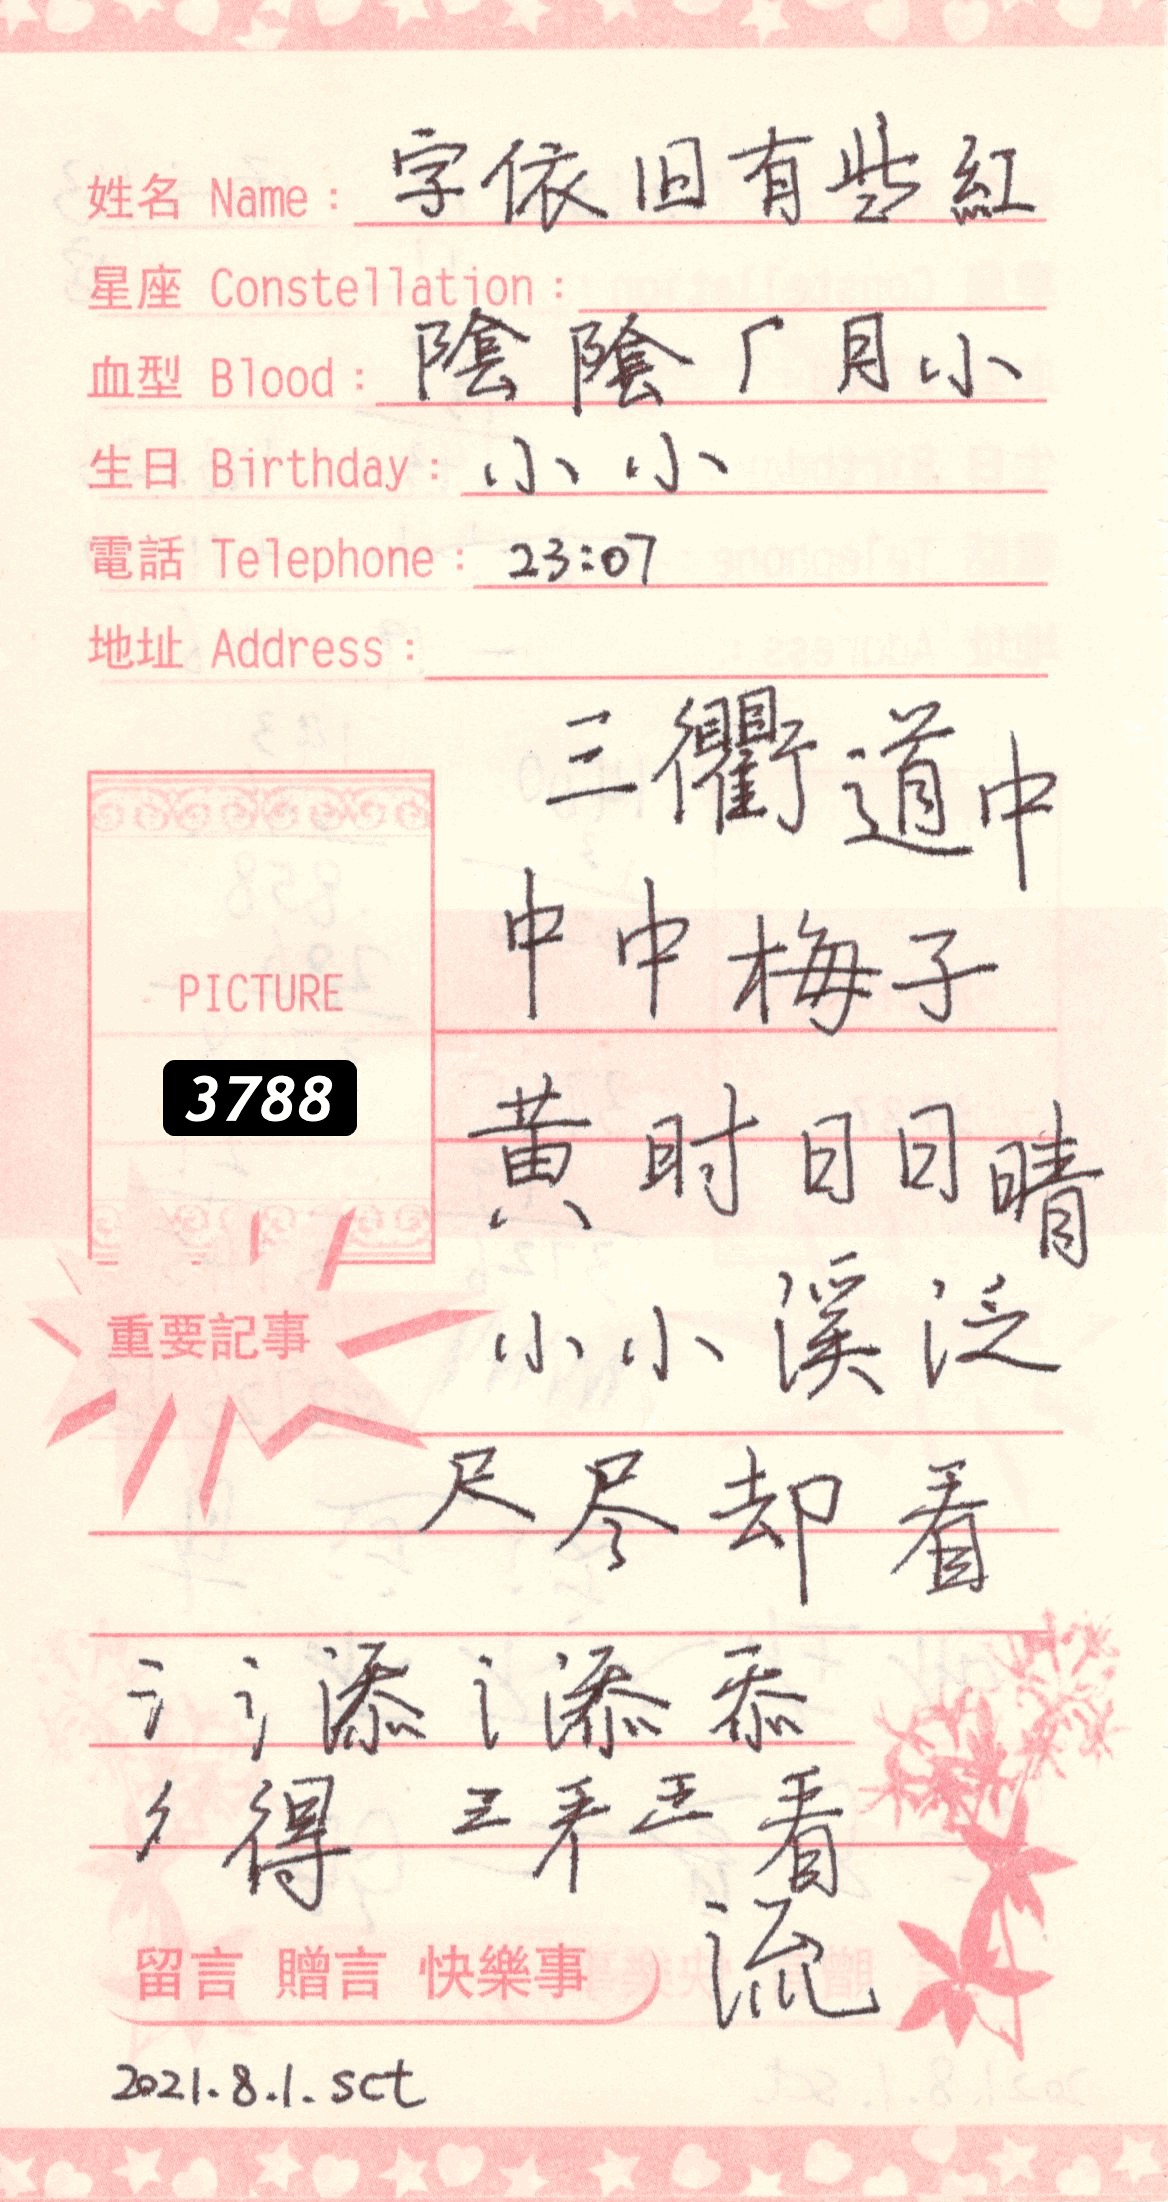 姓名 Name： 字依旧有些紅
星座 Constellation：
血型 Blood： 陰陰厂月小
生日 Birthday： 小小
電話 Telephone： 23:07
地址 Address：
三衢道中
中中梅子
PICTURE
3788
黃时日日晴
小小溪泛
重要記事
尺尽却看
氵氵添氵添忝
得 看
流
留言 贈言 快樂事
2021.8.1.sct